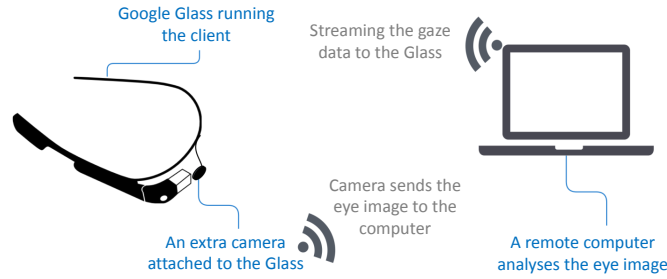 Google Glass running
the client
Streaming the gaze
data to the Glass
Camera sends the
eye image to the
computer
An extra camera
attached to the Glass
A remote computer
analyses the eye image